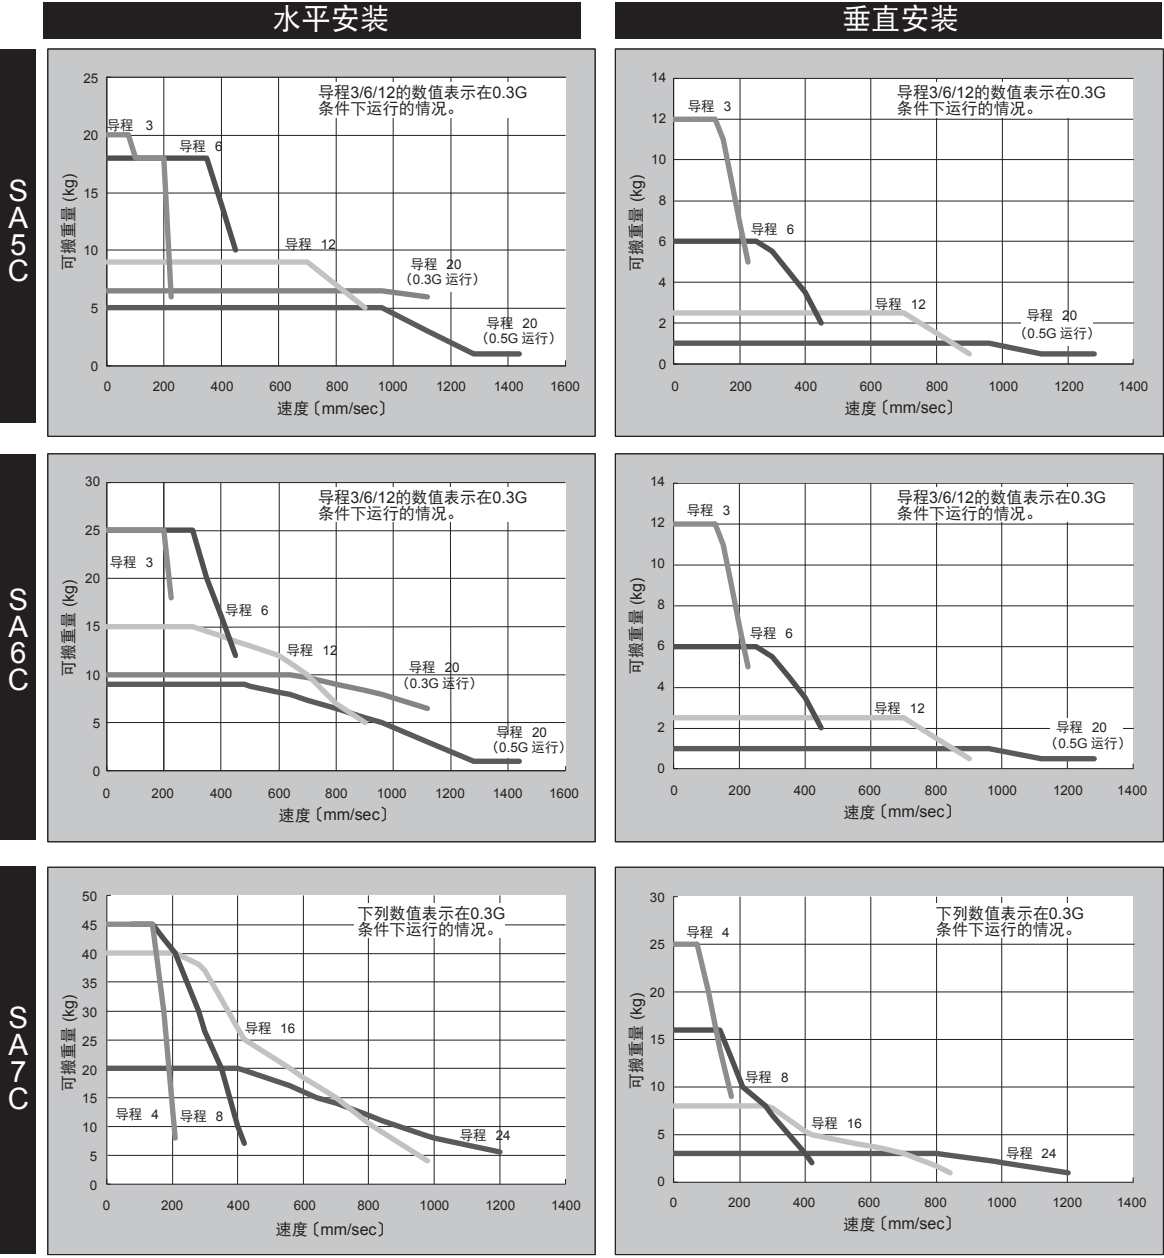 水平安装
垂直安装
SA5C
25
20
15
10
5
0
可搬重量 (kg)
导程3/6/12的数值表示在0.3G
条件下运行的情况。
导程 3
导程 6
导程 12
导程 20
（0.3G 运行）
导程 20
（0.5G 运行）
0 200 400 600 800 1000 1200 1400 1600
速度〔mm/sec〕
14
12
10
8
6
4
2
0
可搬重量 (kg)
导程3/6/12的数值表示在0.3G
条件下运行的情况。
导程 3
导程 6
导程 12
导程 20
（0.5G 运行）
0 200 400 600 800 1000 1200 1400
速度〔mm/sec〕
SA6C
30
25
20
15
10
5
0
可搬重量 (kg)
导程3/6/12的数值表示在0.3G
条件下运行的情况。
导程 3
导程 6
导程 12
导程 20
（0.3G 运行）
导程 20
（0.5G 运行）
0 200 400 600 800 1000 1200 1400 1600
速度〔mm/sec〕
14
12
10
8
6
4
2
0
可搬重量 (kg)
导程3/6/12的数值表示在0.3G
条件下运行的情况。
导程 3
导程 6
导程 12
导程 20
（0.5G 运行）
0 200 400 600 800 1000 1200 1400
速度〔mm/sec〕
SA7C
50
45
40
35
30
25
20
15
10
5
0
可搬重量 (kg)
下列数值表示在0.3G
条件下运行的情况。
导程 16
导程 4
导程 8
导程 24
0 200 400 600 800 1000 1200 1400
速度〔mm/sec〕
30
25
20
15
10
5
0
可搬重量 (kg)
下列数值表示在0.3G
条件下运行的情况。
导程 4
导程 8
导程 16
导程 24
0 200 400 600 800 1000 1200 1400
速度〔mm/sec〕